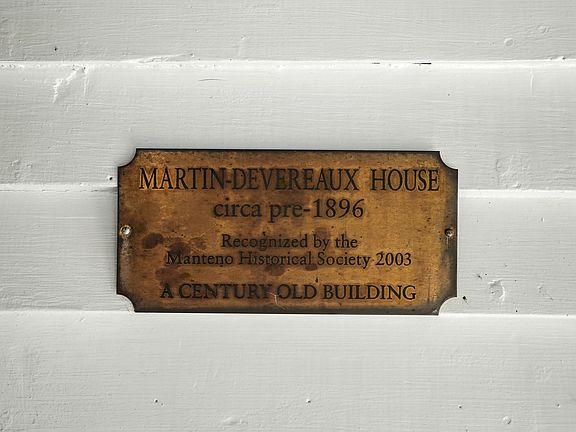 MARTIN-DEVEREAUX HOUSE
circa pre-1896
Recognized by the
Manteno Historical Society 2003
A CENTURY OLD BUILDING